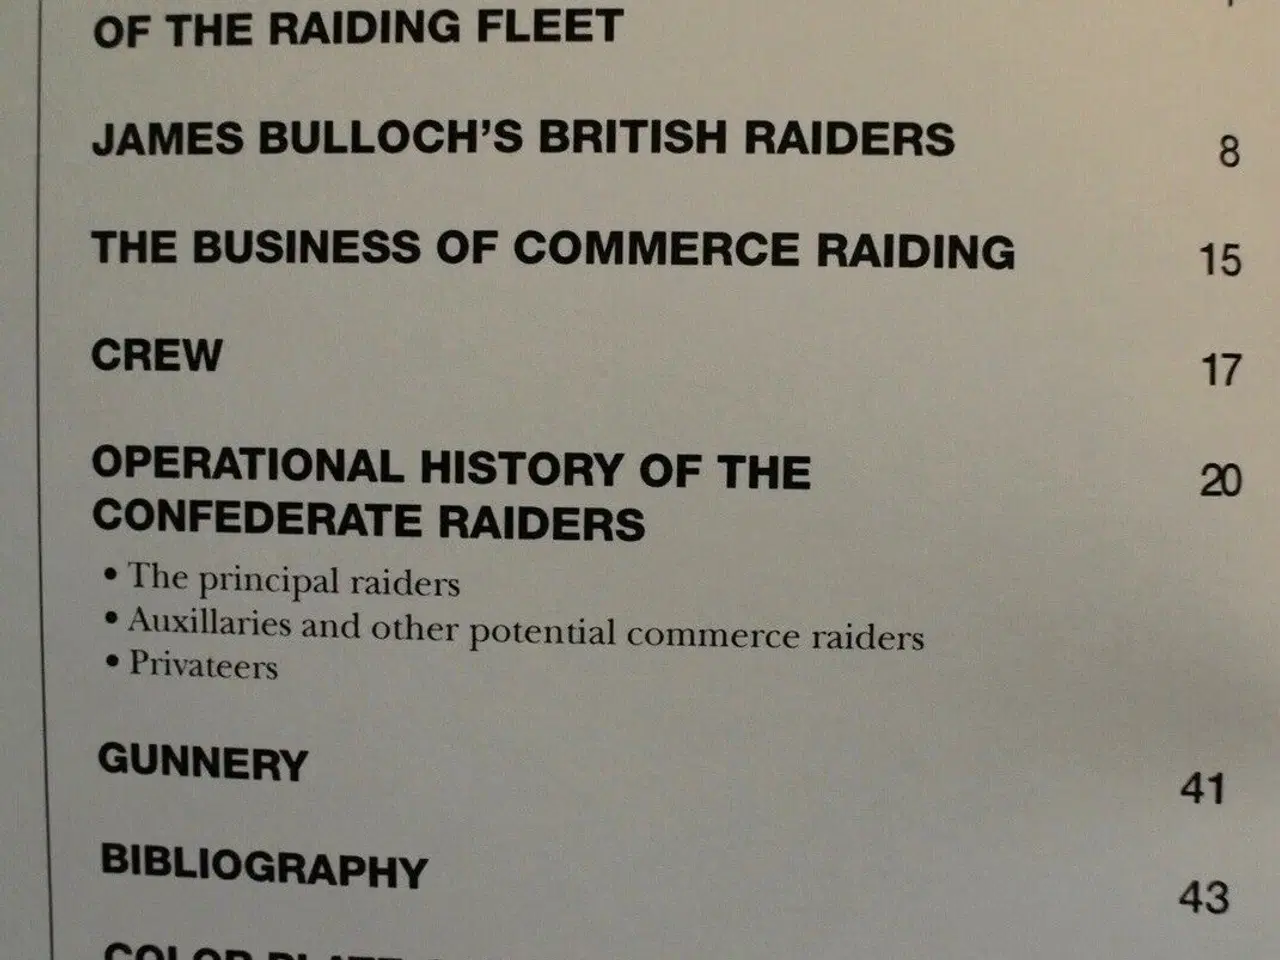 OF THE RAIDING FLEET
JAMES BULLOCH'S BRITISH RAIDERS 8
THE BUSINESS OF COMMERCE RAIDING 15
CREW 17
OPERATIONAL HISTORY OF THE 20
CONFEDERATE RAIDERS
• The principal raiders
• Auxillaries and other potential commerce raiders
• Privateers
GUNNERY 41
BIBLIOGRAPHY 43
COLOR PLATE